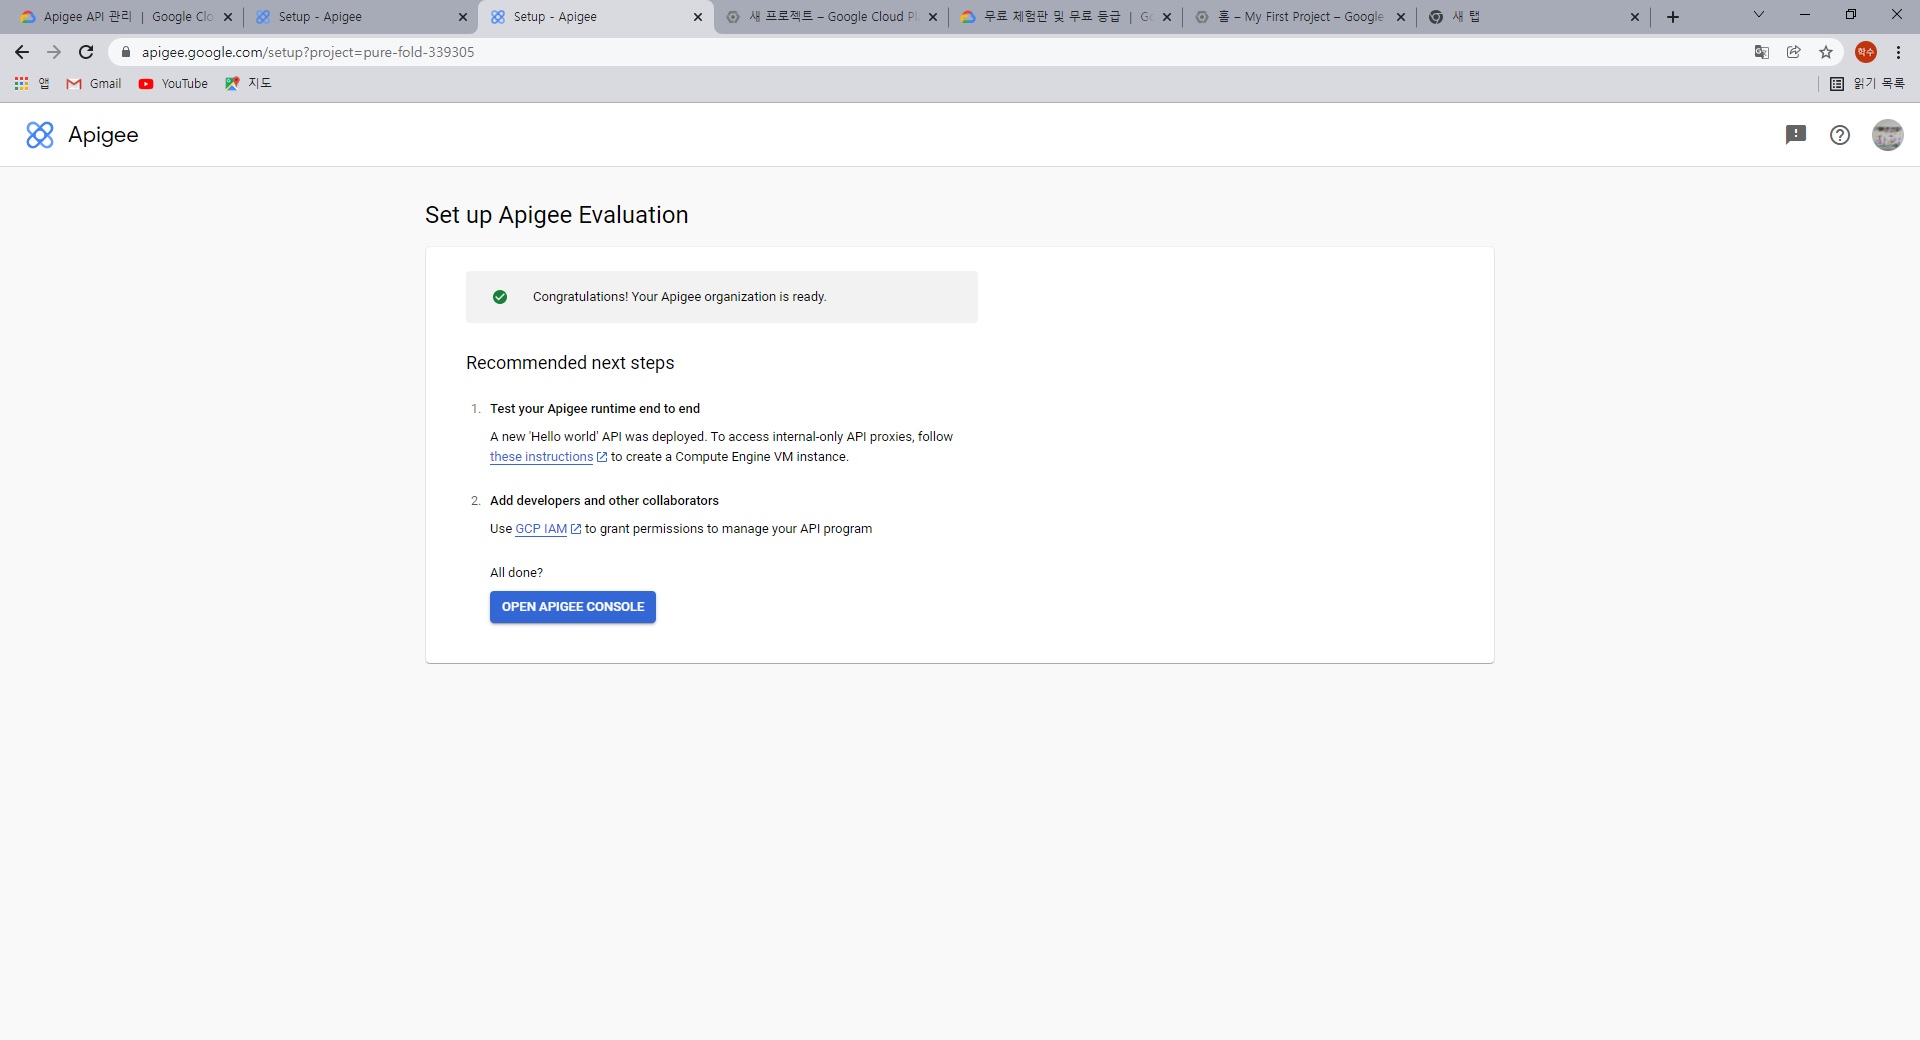 Apigee API 관리 | Google Clo
Setup - Apigee
Setup - Apigee
새 프로젝트 – Google Cloud Pl
무료 체험판 및 무료 등급 | Go
홈 – My First Project – Google
새 탭
apigee.google.com/setup?project=pure-fold-339305
학수
앱
Gmail
YouTube
지도
읽기 목록
Apigee
Set up Apigee Evaluation
Congratulations! Your Apigee organization is ready.
Recommended next steps
1. Test your Apigee runtime end to end
A new 'Hello world' API was deployed. To access internal-only API proxies, follow
these instructions to create a Compute Engine VM instance.
2. Add developers and other collaborators
Use GCP IAM to grant permissions to manage your API program
All done?
OPEN APIGEE CONSOLE